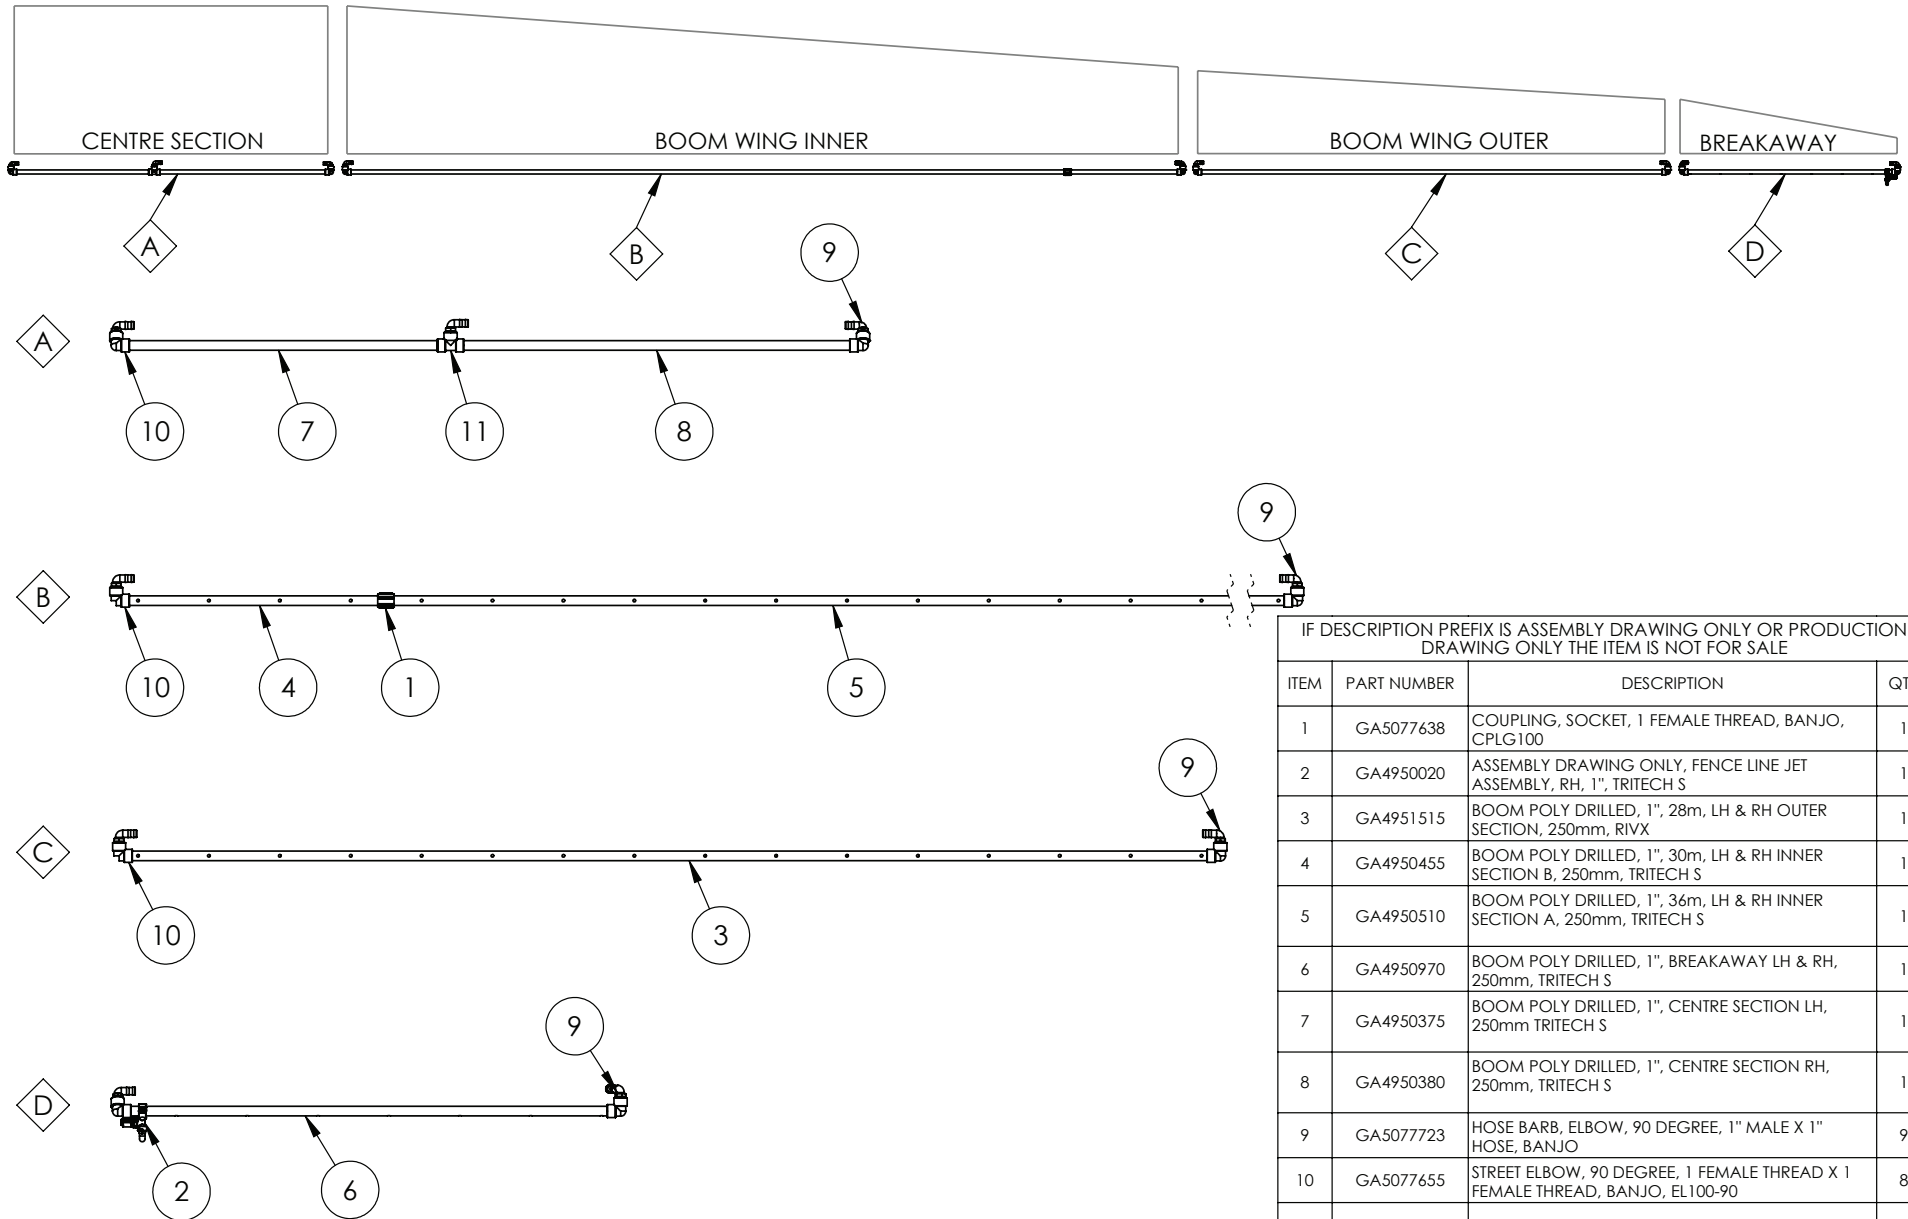 CENTRE SECTION
BOOM WING INNER
BOOM WING OUTER
BREAKAWAY
A
B
C
D
9
A
10
7
11
8
9
B
10
4
1
5
9
C
10
3
9
D
2
6
IF DESCRIPTION PREFIX IS ASSEMBLY DRAWING ONLY OR PRODUCTION
DRAWING ONLY THE ITEM IS NOT FOR SALE
ITEM PART NUMBER DESCRIPTION
1 GA5077638 COUPLING, SOCKET, 1 FEMALE THREAD, BANJO,
CPLG100 1
2 GA4950020 ASSEMBLY DRAWING ONLY, FENCE LINE JET
ASSEMBLY, RH, 1", TRITECH S 1
3 GA4951515 BOOM POLY DRILLED, 1", 28m, LH & RH OUTER
SECTION, 250mm, RIVX 1
4 GA4950455 BOOM POLY DRILLED, 1", 30m, LH & RH INNER
SECTION B, 250mm, TRITECH S 1
5 GA4950510 BOOM POLY DRILLED, 1", 36m, LH & RH INNER
SECTION A, 250mm, TRITECH S 1
6 GA4950970 BOOM POLY DRILLED, 1", BREAKAWAY LH & RH,
250mm, TRITECH S 1
7 GA4950375 BOOM POLY DRILLED, 1", CENTRE SECTION LH,
250mm TRITECH S 1
8 GA4950380 BOOM POLY DRILLED, 1", CENTRE SECTION RH,
250mm, TRITECH S 1
9 GA5077723 HOSE BARB, ELBOW, 90 DEGREE, 1" MALE X 1"
HOSE, BANJO 9
10 GA5077655 STREET ELBOW, 90 DEGREE, 1 FEMALE THREAD X 1
FEMALE THREAD, BANJO, EL100-90 8